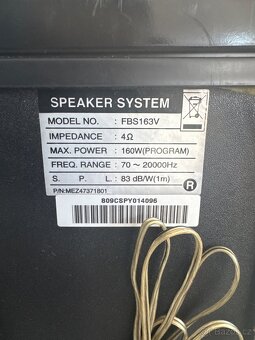 SPEAKER SYSTEM
MODEL NO. : FBS163V
IMPEDANCE : 4Ω
MAX. POWER : 160W(PROGRAM)
FREQ. RANGE : 70 ~ 20000Hz
S. P. L. : 83 dB/W(1m)
P/N:MEZ47371801
R
809CSPY014096